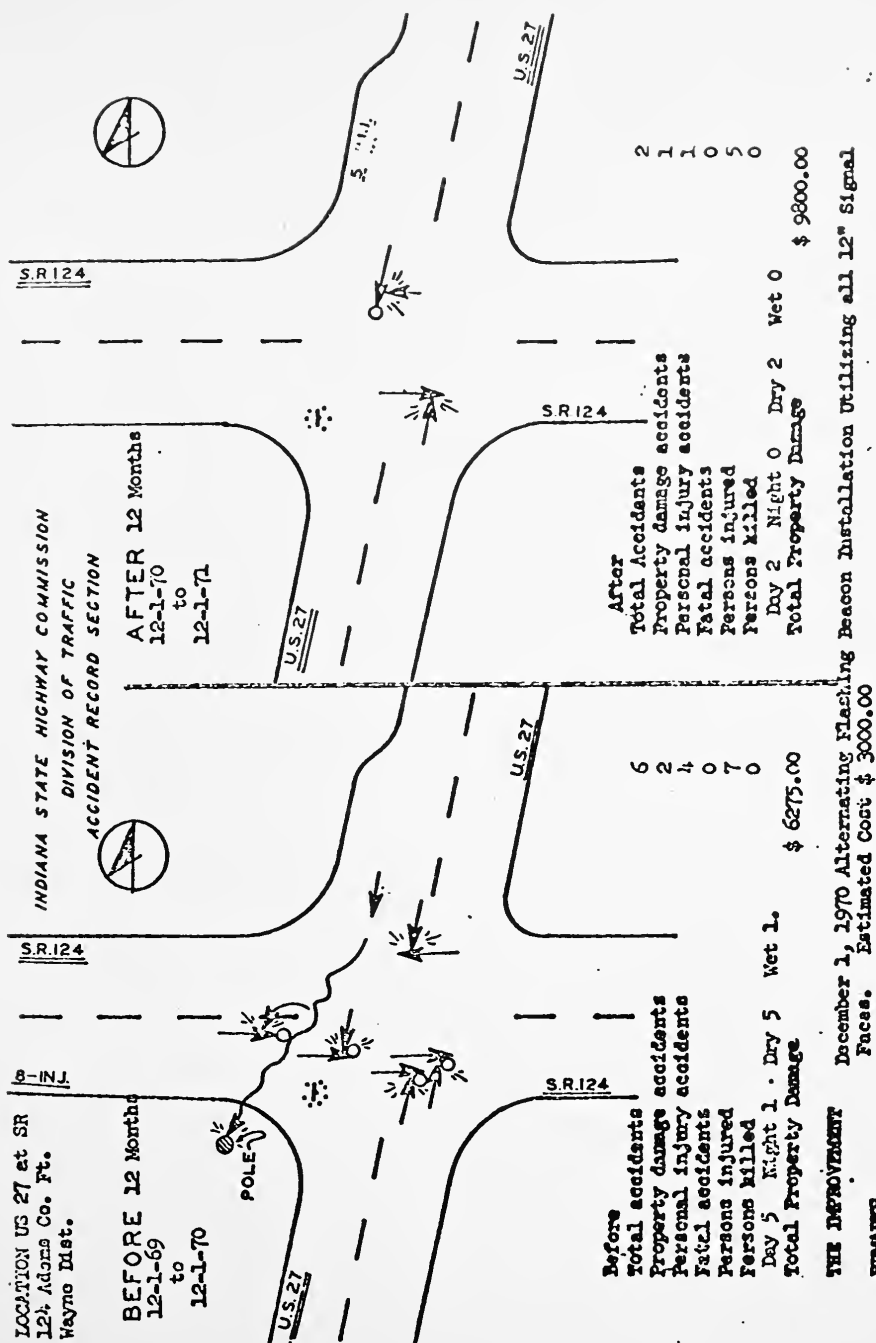 LOCATION US 27 at SR
124 Adams Co. Ft.
Wayne Dist.
INDIANA STATE HIGHWAY COMMISSION
DIVISION OF TRAFFIC
ACCIDENT RECORD SECTION
BEFORE 12 Months
12-1-69
to
12-1-70
8-INJ.
S.R.124
POLE
U.S. 27
S.R.124
U.S. 27
Before
Total accidents 6
Property damage accidents 2
Personal injury accidents 4
Fatal accidents 0
Persons injured 7
Persons killed 0
Day 5 Night 1 . Dry 5 Wet 1.
Total Property Damage $ 6275.00
AFTER 12 Months
12-1-70
to
12-1-71
S.R 124
5
U.S. 27
S.R 124
U.S. 27
After
Total Accidents 2
Property damage accidents 1
Personal injury accidents 1
Fatal accidents 0
Persons injured 5
Persons killed 0
Day 2 Night 0 Dry 2 Wet 0
Total Property Damage $ 9800.00
THE IMPROVEMENT December 1, 1970 Alternating Flashing Beacon Installation Utilizing all 12" Signal
Faces. Estimated Cost $ 3000.00